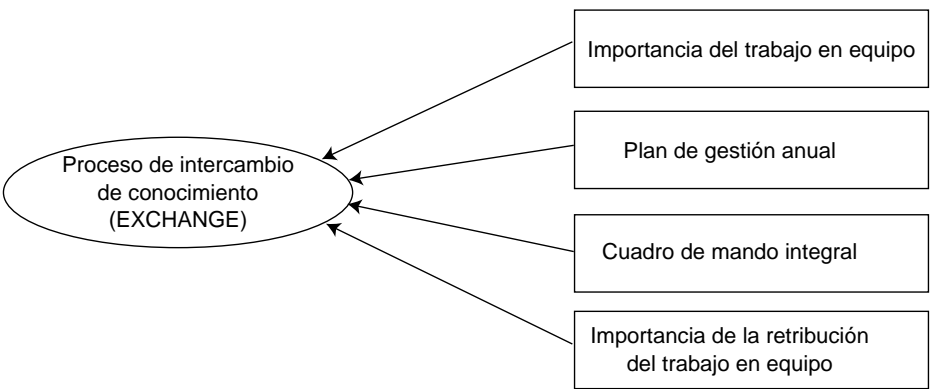 Importancia del trabajo en equipo
Plan de gestión anual
Proceso de intercambio
de conocimiento
(EXCHANGE)
Cuadro de mando integral
Importancia de la retribución
del trabajo en equipo